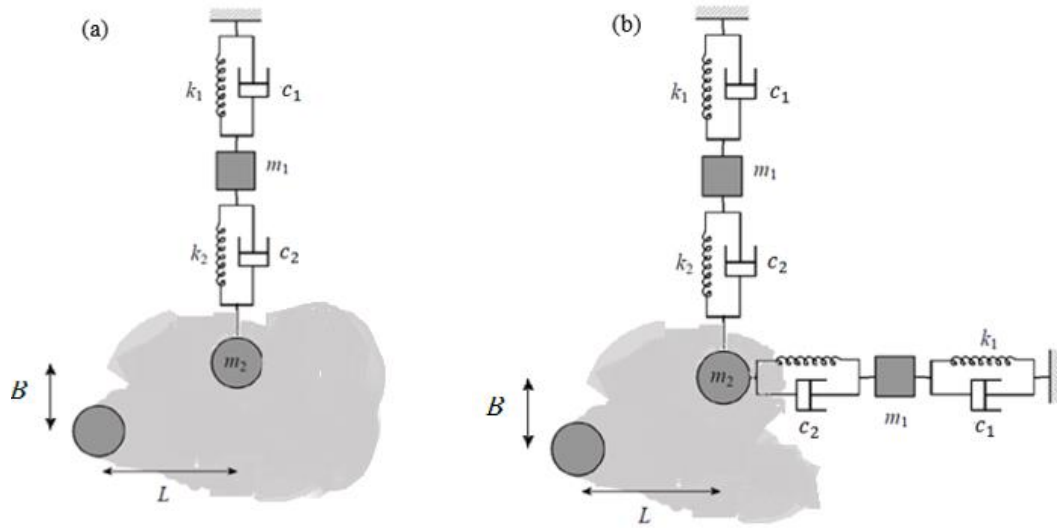 (a)
k₁
c₁
m₁
k₂
c₂
m₂
B
L
(b)
k₁
c₁
m₁
k₂
c₂
m₂
k₁
c₂
m₁
c₁
B
L